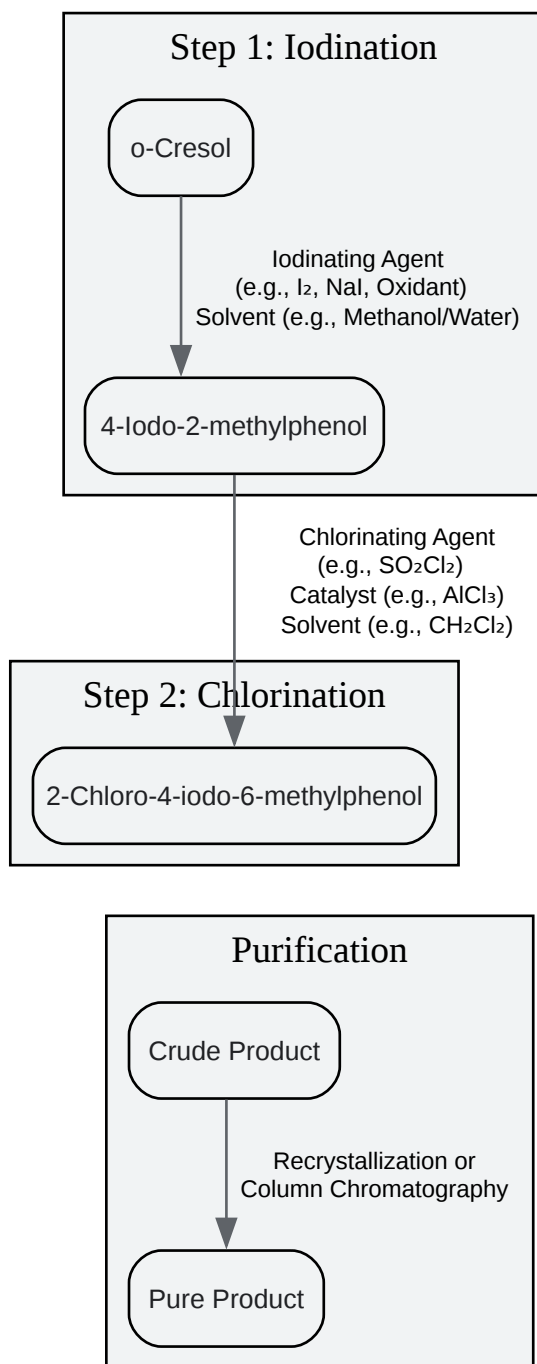 Step 1: Iodination
o-Cresol
Iodinating Agent
(e.g., I₂, NaI, Oxidant)
Solvent (e.g., Methanol/Water)
4-Iodo-2-methylphenol
Chlorinating Agent
(e.g., SO₂Cl₂)
Catalyst (e.g., AlCl₃)
Solvent (e.g., CH₂Cl₂)
Step 2: Chlorination
2-Chloro-4-iodo-6-methylphenol
Purification
Crude Product
Recrystallization or
Column Chromatography
Pure Product